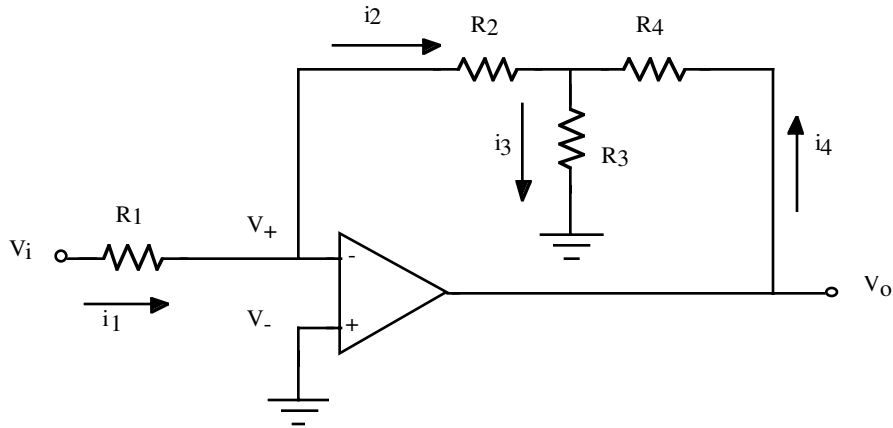 i2
R2
R4
i3
R3
i4
R1
V+
Vi
-
Vo
i1
V-
+